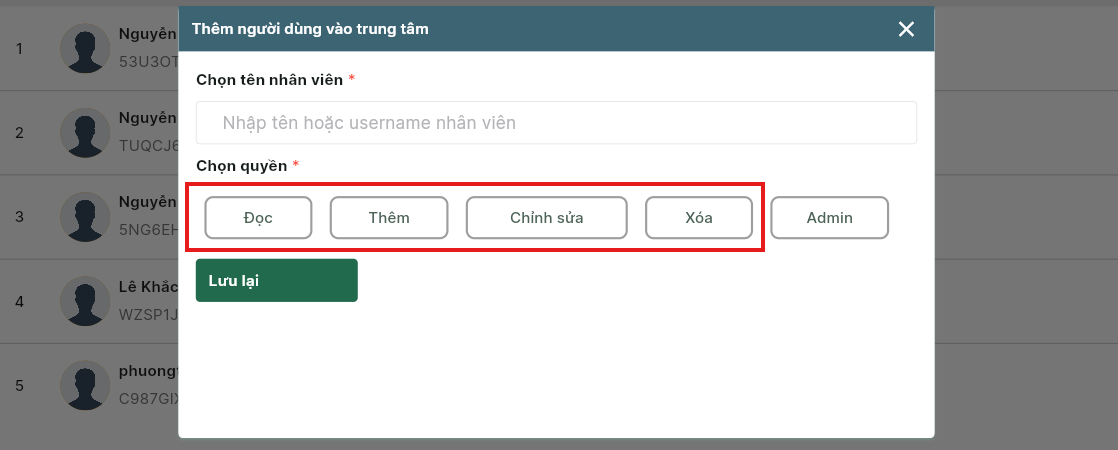 Thêm người dùng vào trung tâm
Chọn tên nhân viên *
Nhập tên hoặc username nhân viên
Chọn quyền *
Đọc Thêm Chỉnh sửa Xóa Admin
Lưu lại
1 Nguyễn
53U3OT
2 Nguyễn
TUQCJ6
3 Nguyễn
5NG6EH
4 Lê Khắc
WZSP1J
5 phuong
C987GI